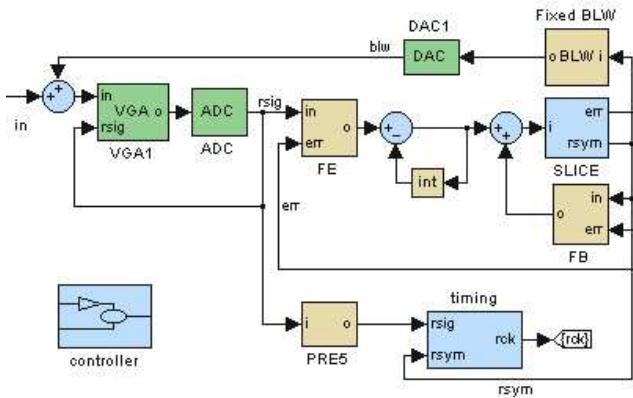 Fixed BLW
DAC1
blw
DAC
o BLW i
+
+
in
in
VGA o
rsig
VGA1
ADC
ADC
rsig
in
o
err
FE
+
−
int
+
+
i
err
rsym
SLICE
in
o
err
FB
err
controller
i
o
PRE5
timing
rsig
rck
rsym
{rck}
rsym